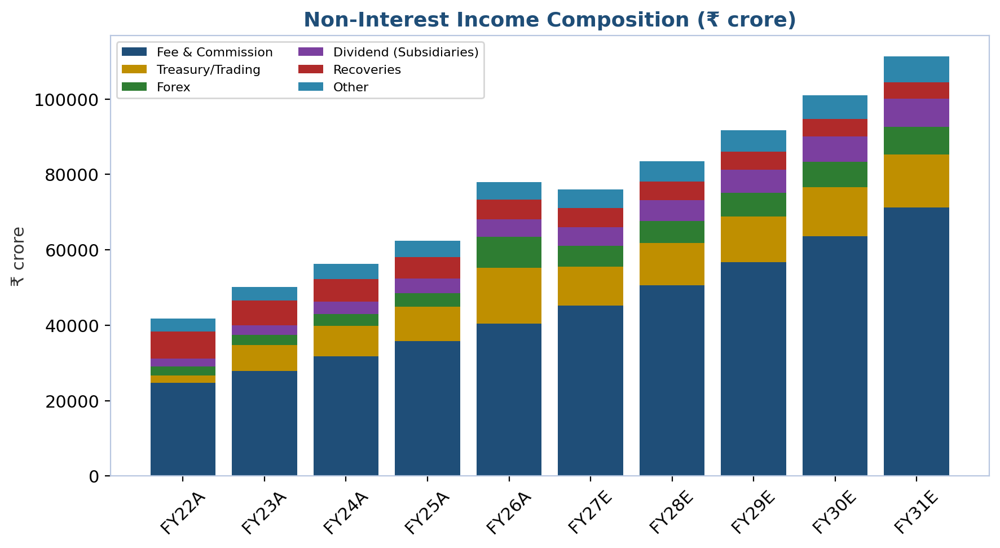 Non-Interest Income Composition (₹ crore)
Fee & Commission
Treasury/Trading
Forex
Dividend (Subsidiaries)
Recoveries
Other
100000
80000
60000
40000
20000
0
₹ crore
FY22A
FY23A
FY24A
FY25A
FY26A
FY27E
FY28E
FY29E
FY30E
FY31E